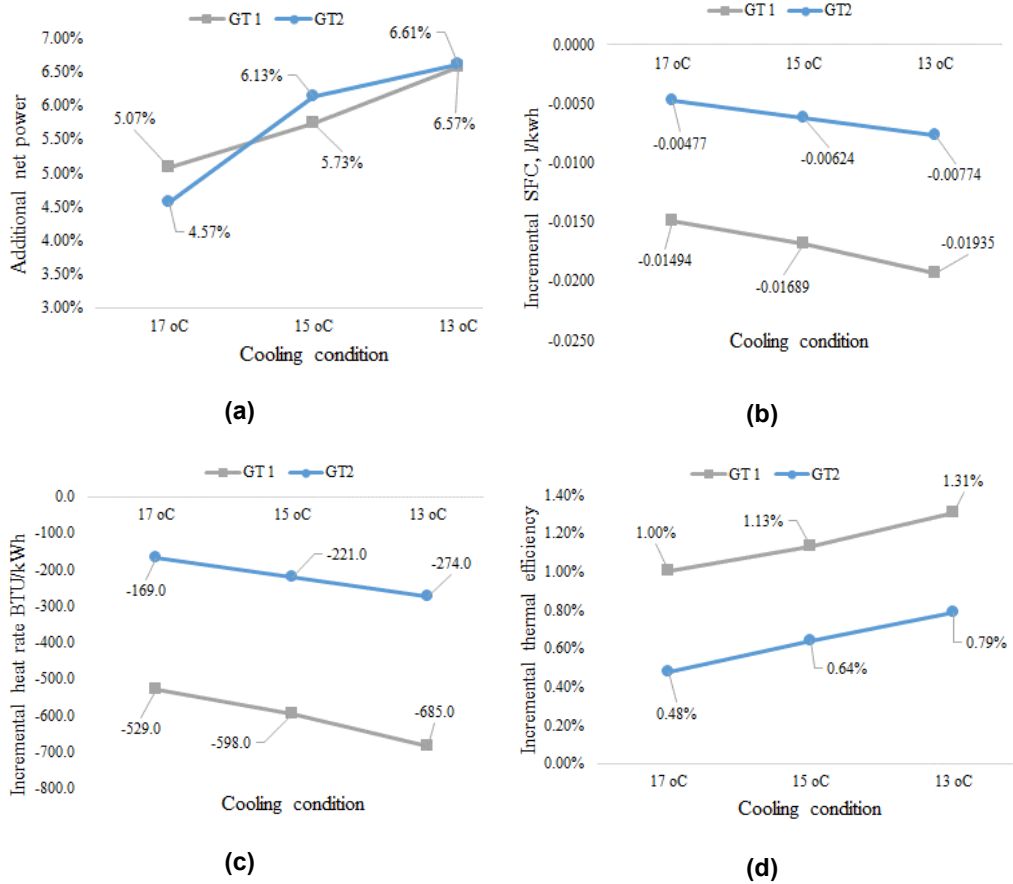 GT 1 GT2
7.00%
6.50%
6.00%
5.50%
5.00%
4.50%
4.00%
3.50%
3.00%
Additional net power
5.07%
4.57%
6.13%
5.73%
6.61%
6.57%
17 oC 15 oC 13 oC
Cooling condition
(a)
GT 1 GT2
0.0000
-0.0050
-0.0100
-0.0150
-0.0200
-0.0250
Incremental SFC, l/kwh
17 oC 15 oC 13 oC
-0.00477
-0.00624
-0.00774
-0.01494
-0.01689
-0.01935
Cooling condition
(b)
GT 1 GT2
0.0
-100.0
-200.0
-300.0
-400.0
-500.0
-600.0
-700.0
-800.0
Incremental heat rate BTU/kWh
17 oC 15 oC 13 oC
-169.0
-221.0
-274.0
-529.0
-598.0
-685.0
Cooling condition
(c)
GT 1 GT2
1.40%
1.20%
1.00%
0.80%
0.60%
0.40%
0.20%
0.00%
Incremental thermal efficiency
1.00%
1.13%
1.31%
0.48%
0.64%
0.79%
17 oC 15 oC 13 oC
Cooling condition
(d)